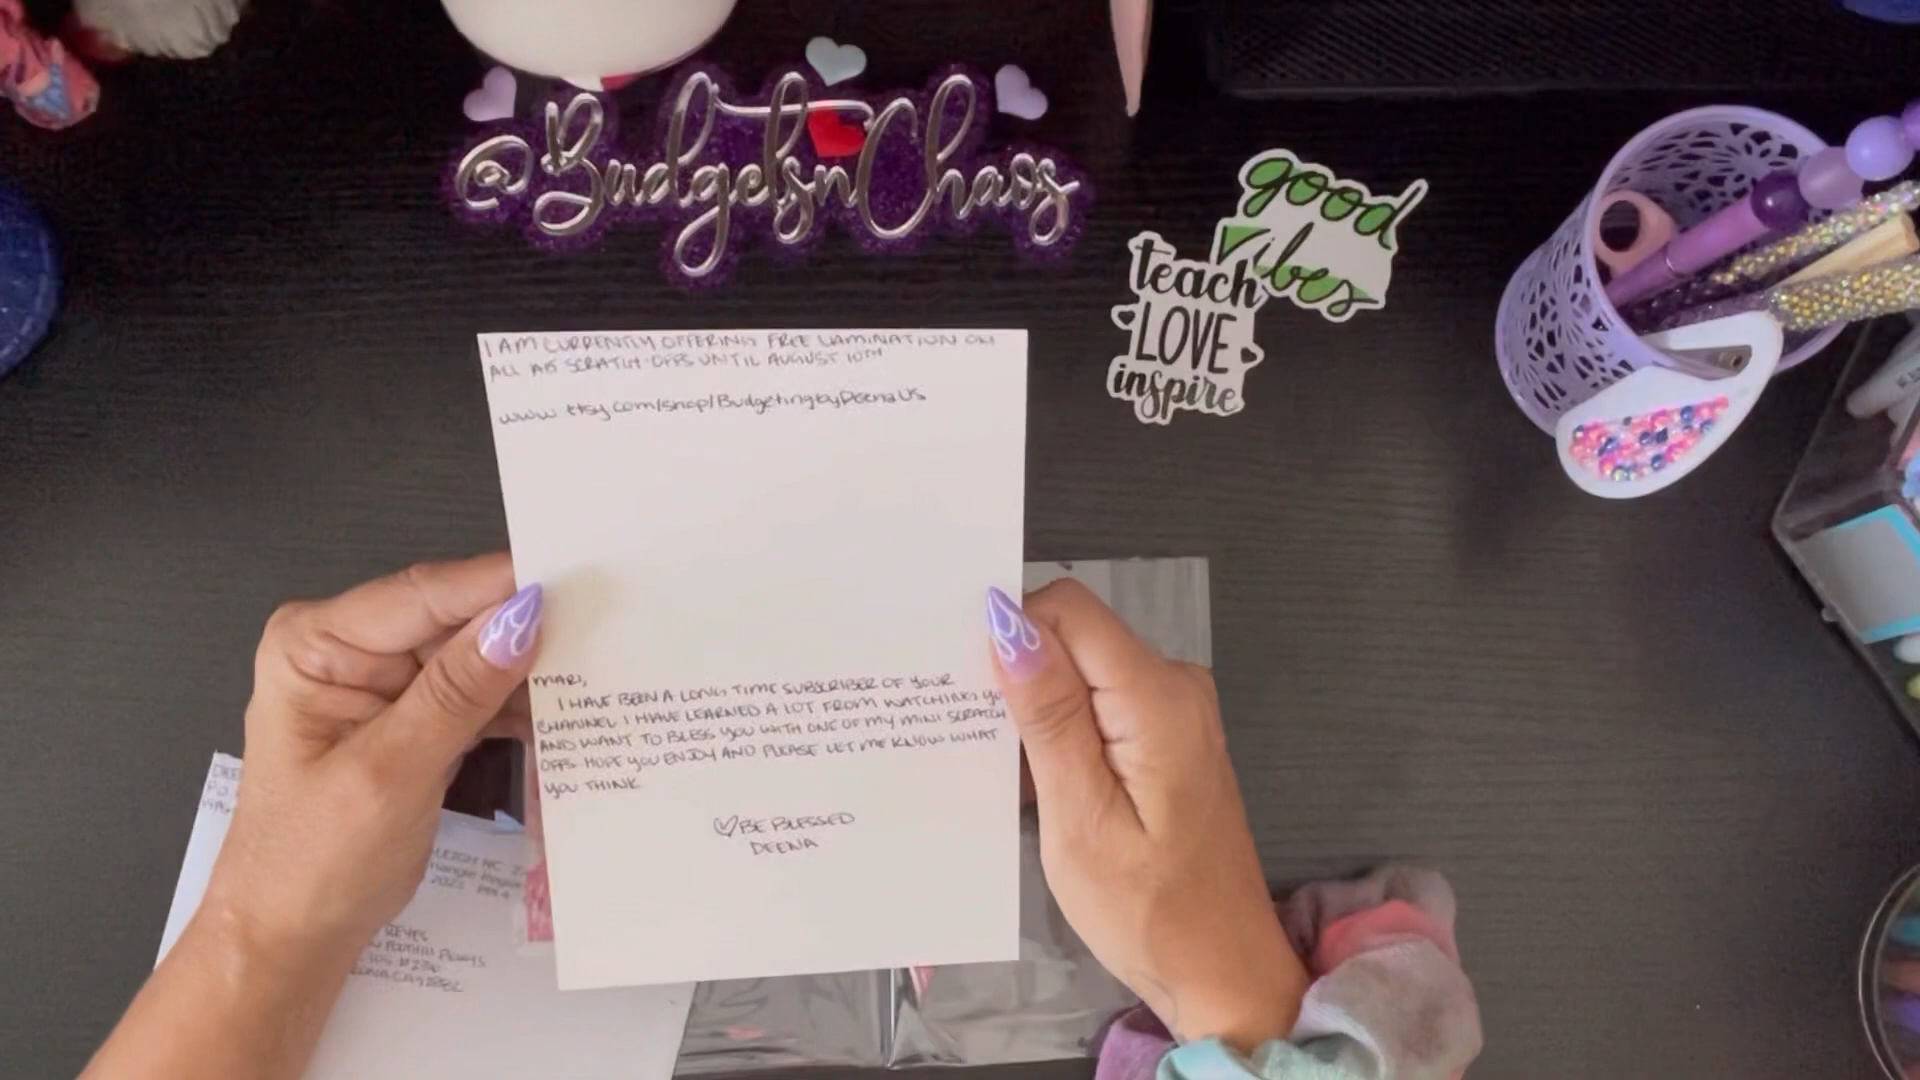 @BudgetsnChaos
good
vibes
teach
LOVE
inspire
I AM CURRENTLY OFFERING FREE LAMINATION ON
ALL A6 SCRATCH OFFS UNTIL AUGUST 10TH
www.etsy.com/shop/BudgetingbyDeenaUS
MARI,
I HAVE BEEN A LONG TIME SUBSCRIBER OF YOUR
CHANNEL I HAVE LEARNED A LOT FROM WATCHING
AND WANT TO BLESS YOU WITH ONE OF MY MINI SCRATCH
OFFS. HOPE YOU ENJOY AND PLEASE LET ME KNOW WHAT
YOU THINK
♡ BE BLESSED
DEENA
REYES